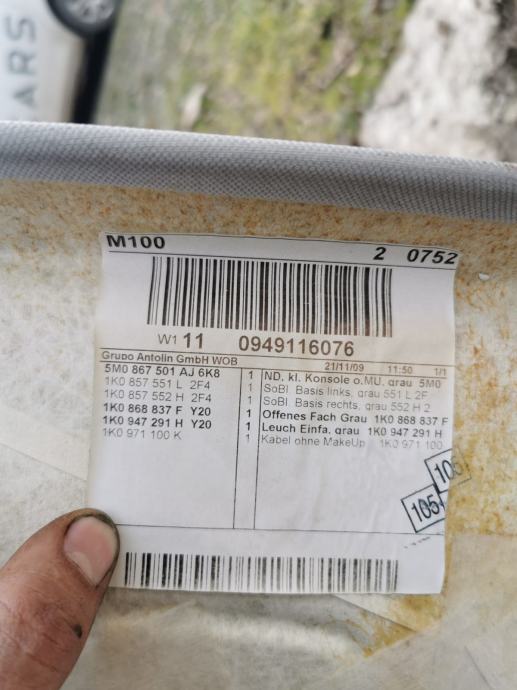 ARS
M100 2 0752
W1 11 0949116076
Grupo Antolin GmbH WOB 21/11/09 11:50 1/1
5M0 867 501 AJ 6K8 1 ND. kl. Konsole o.MU. grau 5M0
1K0 857 551 L 2F4 1 SoBl. Basis links, grau 551 L 2F
1K0 857 552 H 2F4 1 SoBl. Basis rechts, grau 552 H 2
1K0 868 837 F Y20 1 Offenes Fach Grau 1K0 868 837 F
1K0 947 291 H Y20 1 Leuch Einfa. grau 1K0 947 291 H
1K0 971 100 K 1 Kabel ohne MakeUp 1K0 971 100
106
105